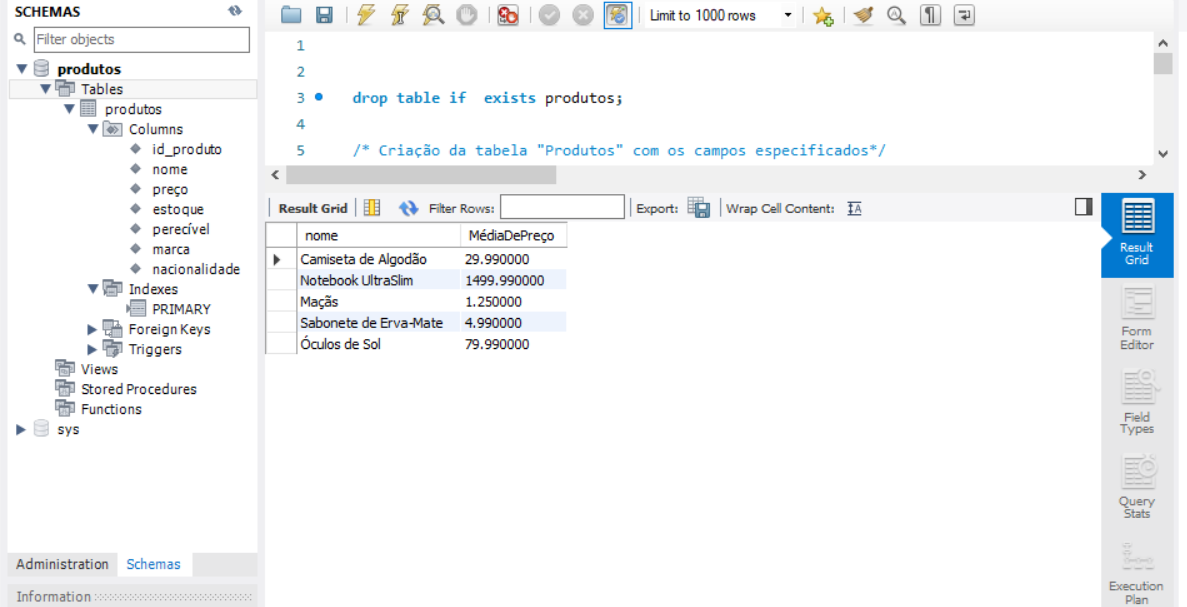 SCHEMAS
Filter objects
produtos
Tables
produtos
Columns
id_produto
nome
preço
estoque
perecível
marca
nacionalidade
Indexes
PRIMARY
Foreign Keys
Triggers
Views
Stored Procedures
Functions
sys
Administration Schemas
Information
Limit to 1000 rows
1
2
3 drop table if exists produtos;
4
5 /* Criação da tabela "Produtos" com os campos especificados*/
Result Grid Filter Rows: Export: Wrap Cell Content:
nome MédiaDePreço
Camiseta de Algodão 29.990000
Notebook UltraSlim 1499.990000
Maçãs 1.250000
Sabonete de Erva-Mate 4.990000
Óculos de Sol 79.990000
Result
Grid
Form
Editor
Field
Types
Query
Stats
Execution
Plan